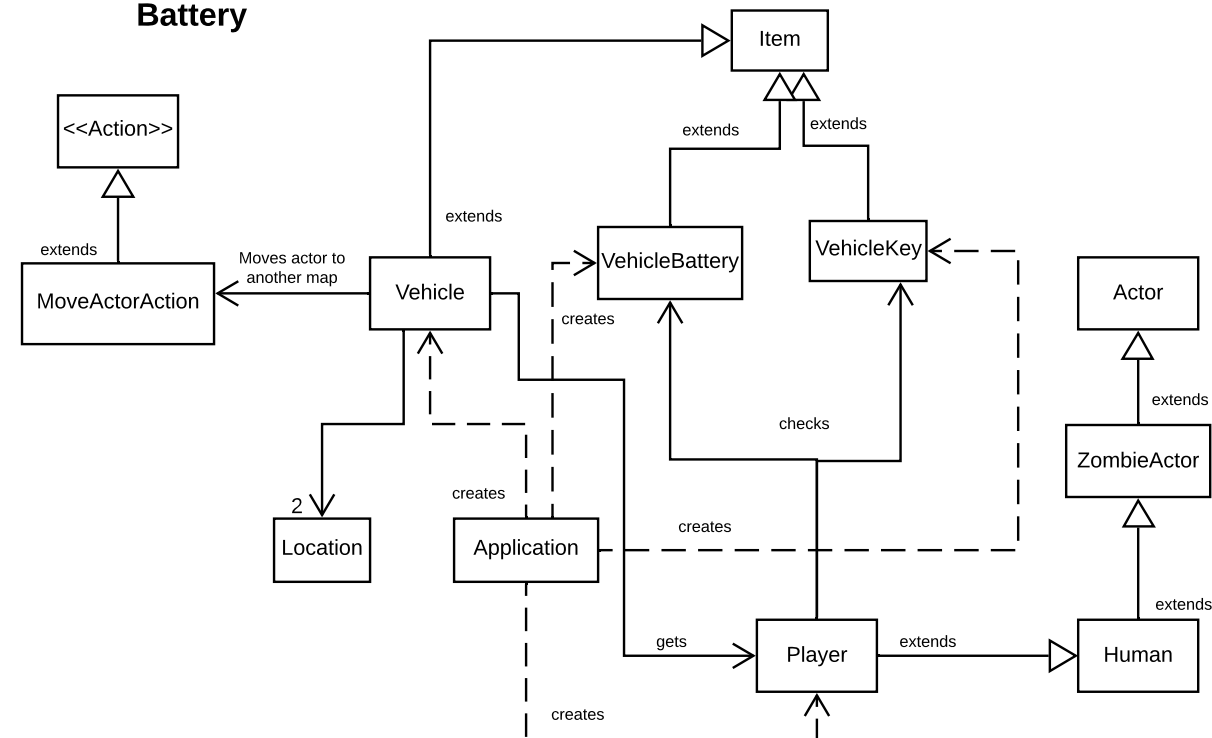 Battery
Item
<<Action>>
extends
extends
extends
extends
Moves actor to
another map
VehicleBattery
VehicleKey
MoveActorAction
Vehicle
Actor
creates
extends
checks
ZombieActor
2
creates
creates
Location
Application
extends
gets
extends
Player
Human
creates